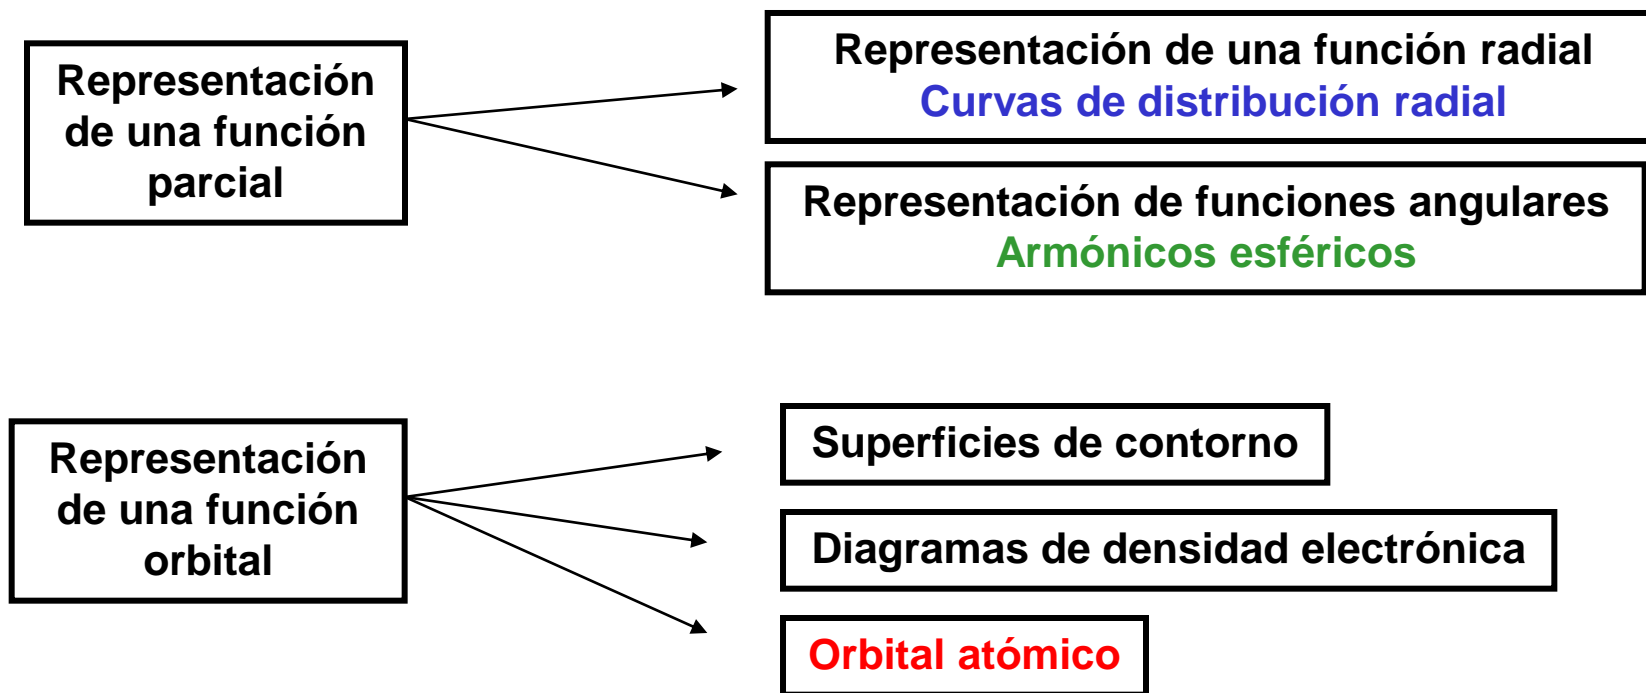 Representación
de una función
parcial
Representación de una función radial
Curvas de distribución radial
Representación de funciones angulares
Armónicos esféricos
Representación
de una función
orbital
Superficies de contorno
Diagramas de densidad electrónica
Orbital atómico